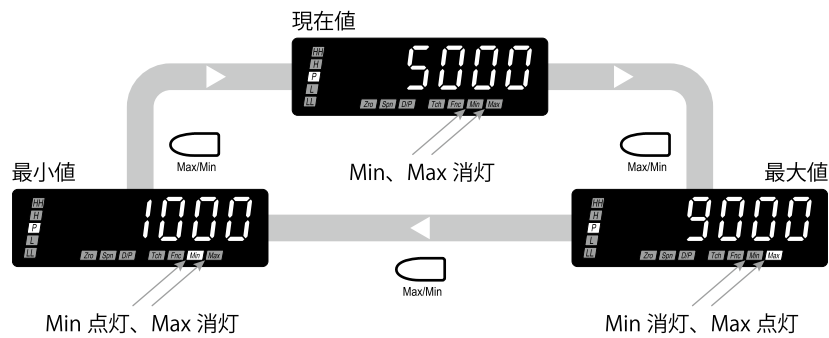 現在値
HH
H
P
L
LL
5000
Zro Spn D/P Tch Fnc Min Max
Min、Max 消灯
Max/Min
Max/Min
最小値
HH
H
P
L
LL
1000
Zro Spn D/P Tch Fnc Min Max
Min 点灯、Max 消灯
最大値
HH
H
P
L
LL
9000
Zro Spn D/P Tch Fnc Min Max
Min 消灯、Max 点灯
Max/Min